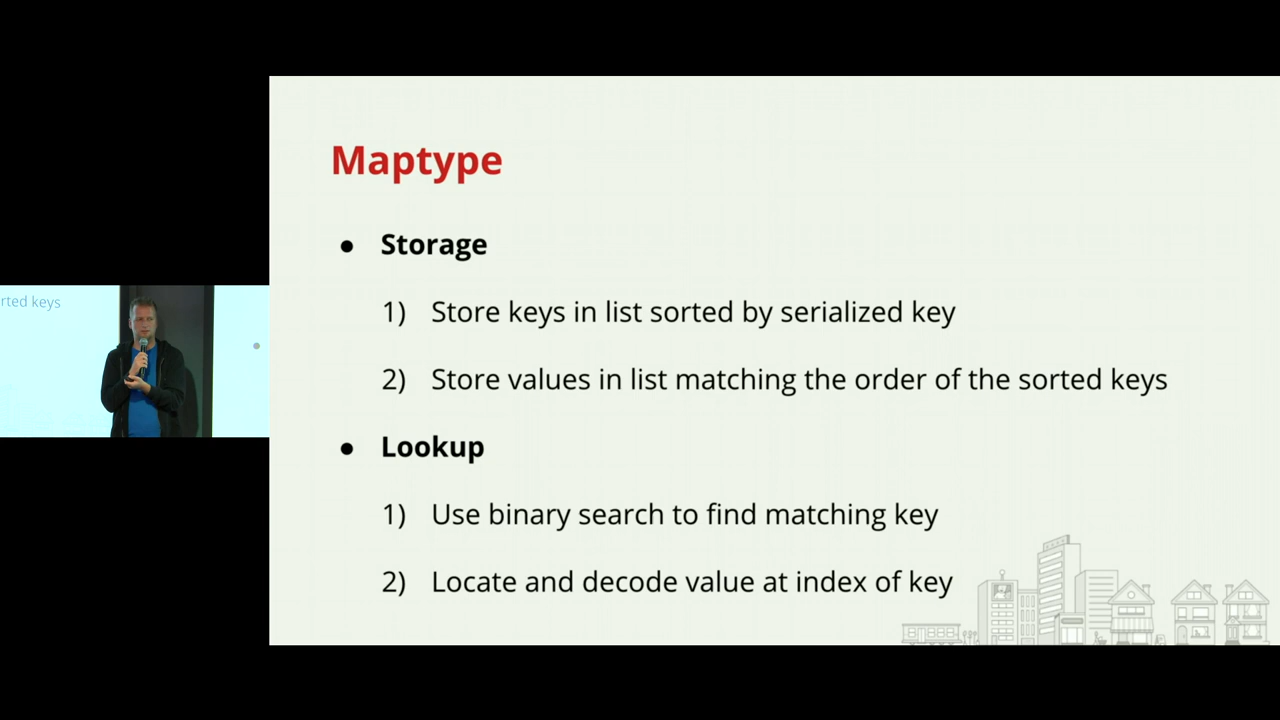 Maptype
● Storage
1) Store keys in list sorted by serialized key
2) Store values in list matching the order of the sorted keys
● Lookup
1) Use binary search to find matching key
2) Locate and decode value at index of key
rted keys